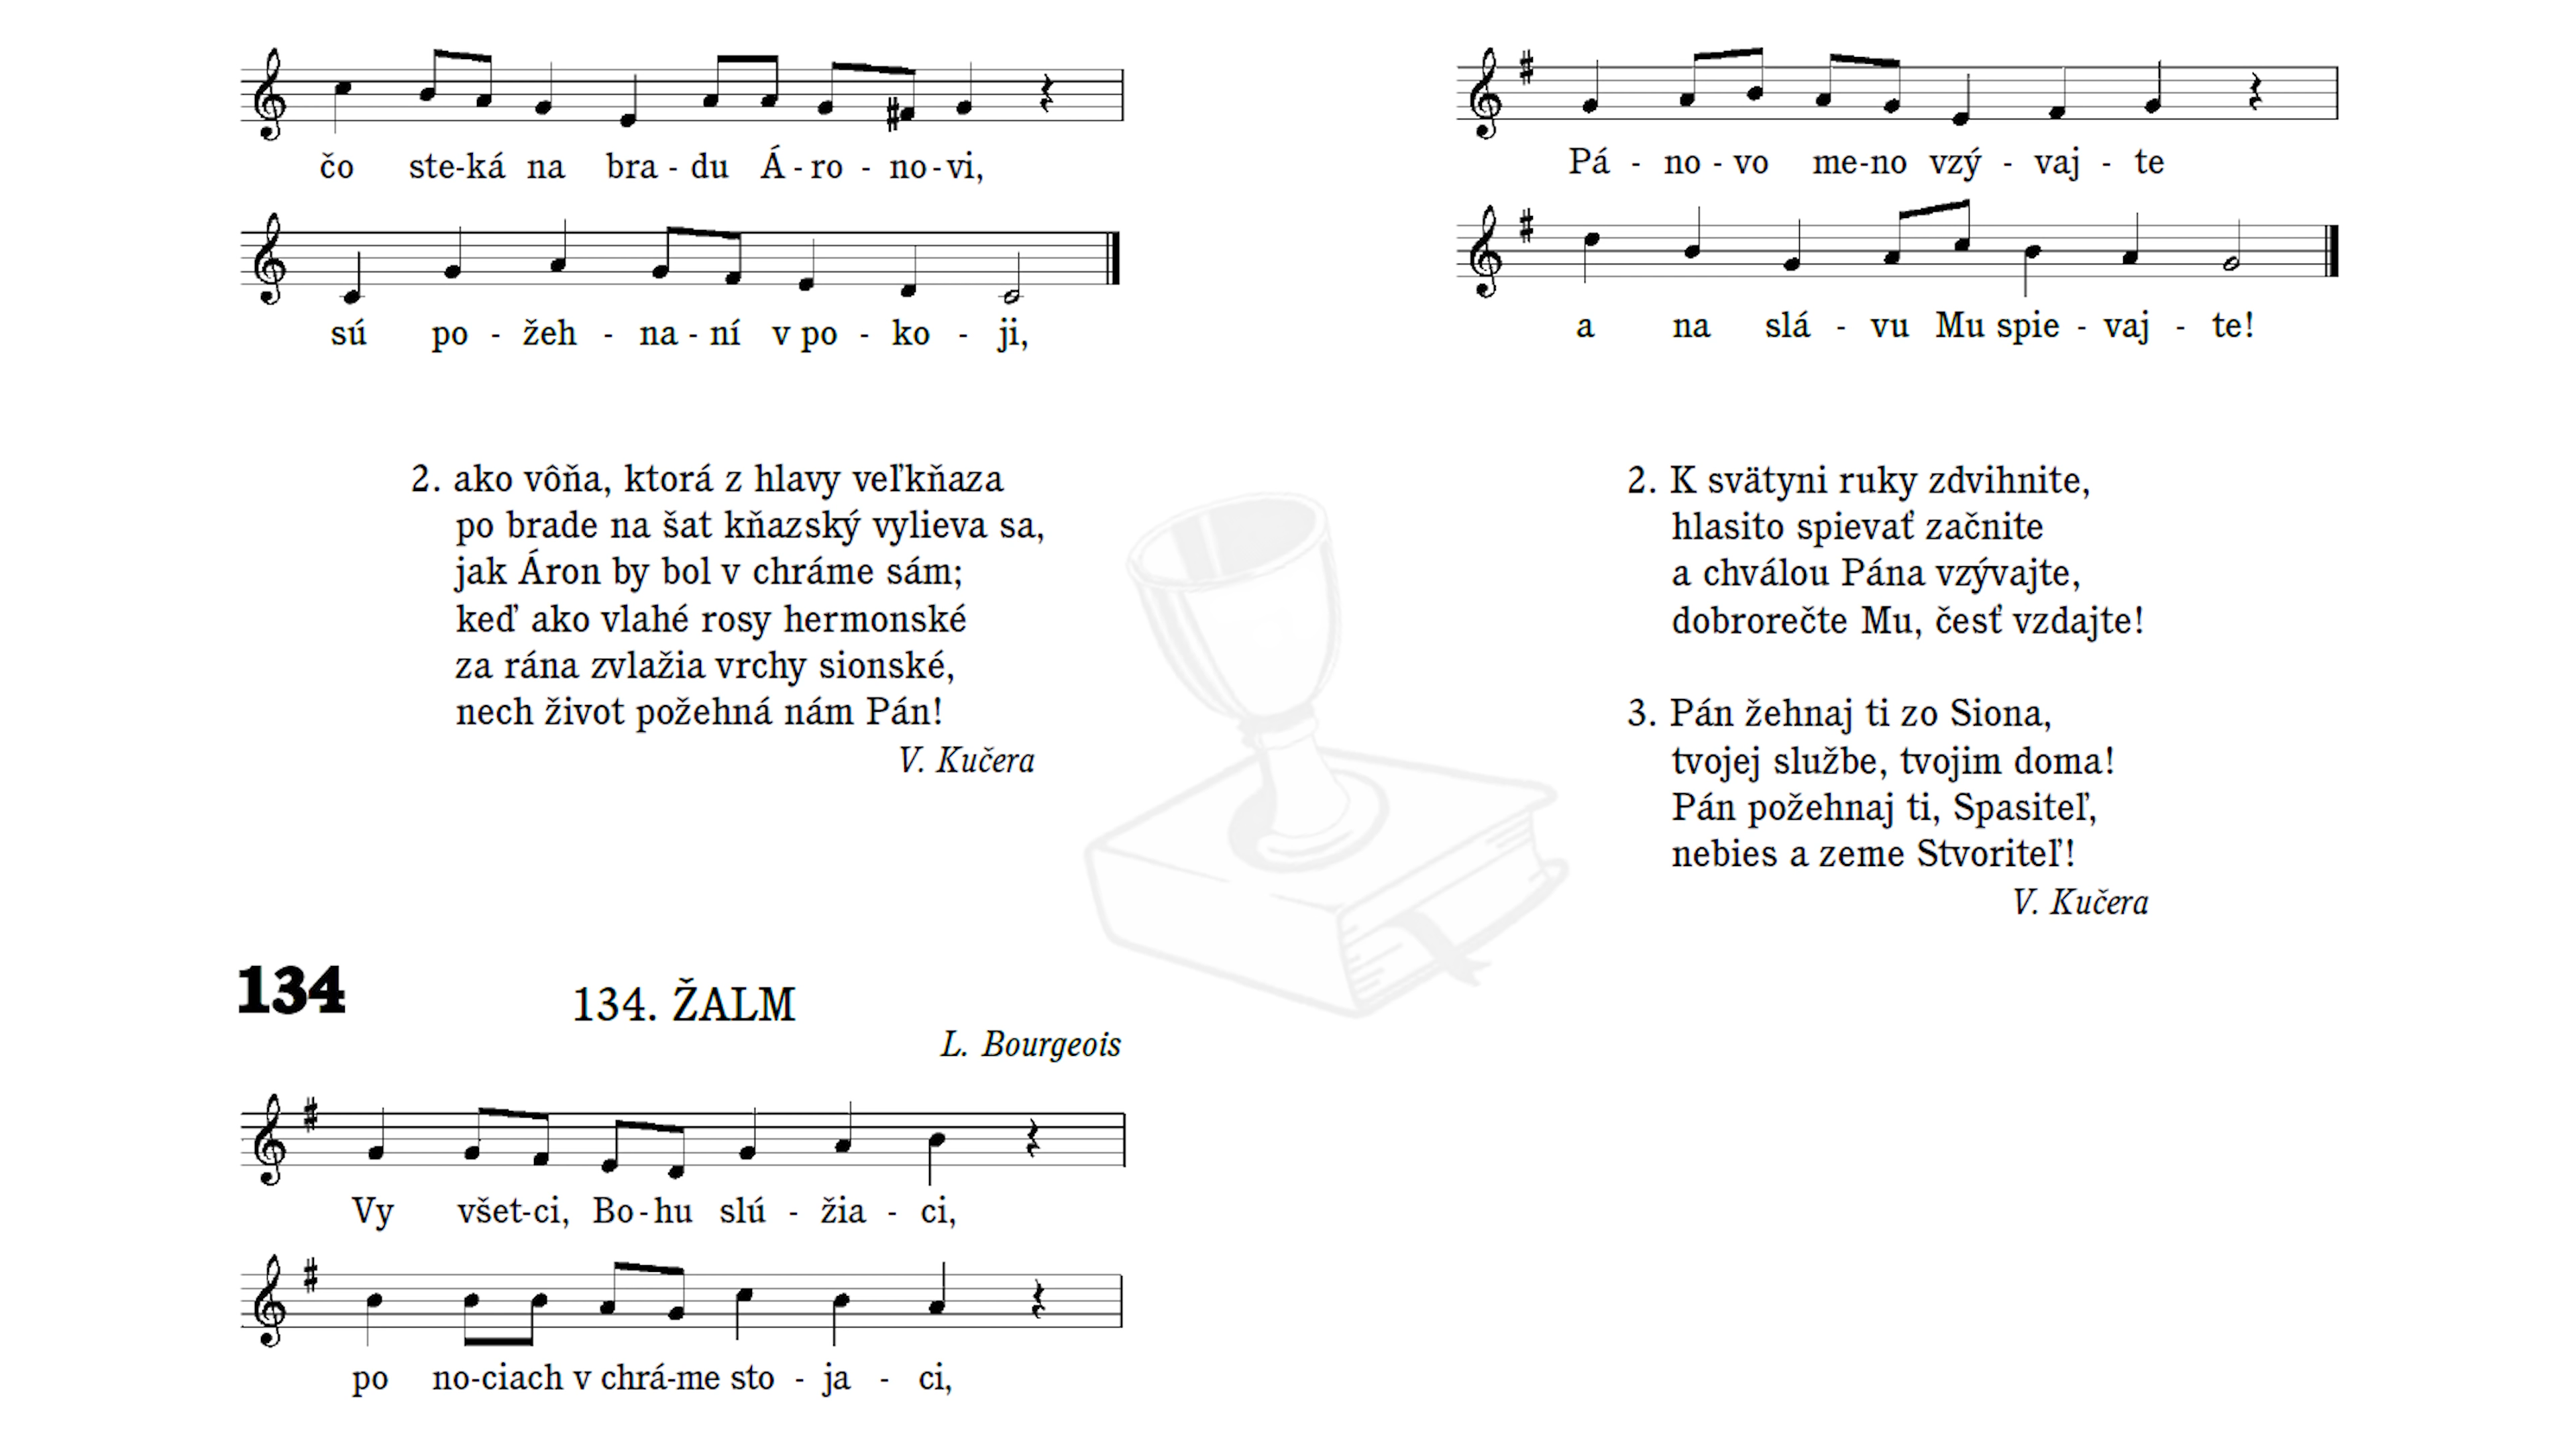 čo ste-ká na bra - du Á - ro - no - vi,
sú po - žeh - na - ní v po - ko - ji,
2. ako vôňa, ktorá z hlavy veľkňaza
po brade na šat kňazský vylieva sa,
jak Áron by bol v chráme sám;
keď ako vlahé rosy hermonské
za rána zvlažia vrchy sionské,
nech život požehná nám Pán!
V. Kučera
134
134. ŽALM
L. Bourgeois
Vy všet-ci, Bo - hu slú - žia - ci,
po no-ciach v chrá-me sto - ja - ci,
Pá - no - vo me-no vzý - vaj - te
a na slá - vu Mu spie - vaj - te!
2. K svätyni ruky zdvihnite,
hlasito spievať začnite
a chválou Pána vzývajte,
dobrorečte Mu, česť vzdajte!
3. Pán žehnaj ti zo Siona,
tvojej službe, tvojim doma!
Pán požehnaj ti, Spasiteľ,
nebies a zeme Stvoriteľ!
V. Kučera